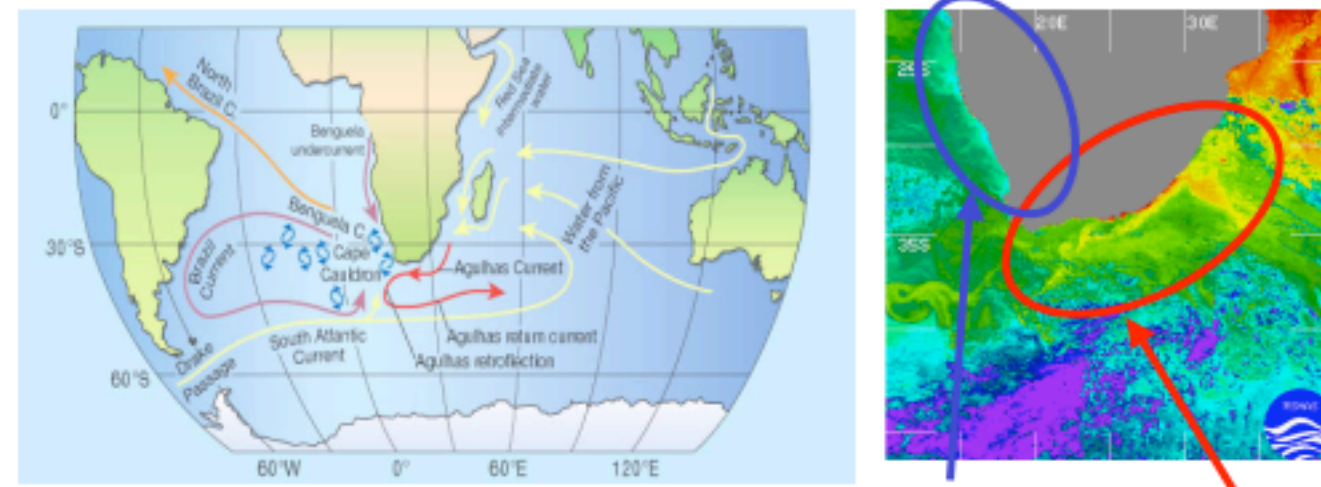 North
Brazil C.
Red Sea
intermediate
water
0°
Benguela
undercurrent
Water from
the Pacific
Benguela C.
30°S
Brazil
Current
Cape
Cauldron
Agulhas Current
South Atlantic
Current
Agulhas return current
Agulhas retroflection
Drake
Passage
60°S
60°W
0°
60°E
120°E
20E
30E
25S
35S